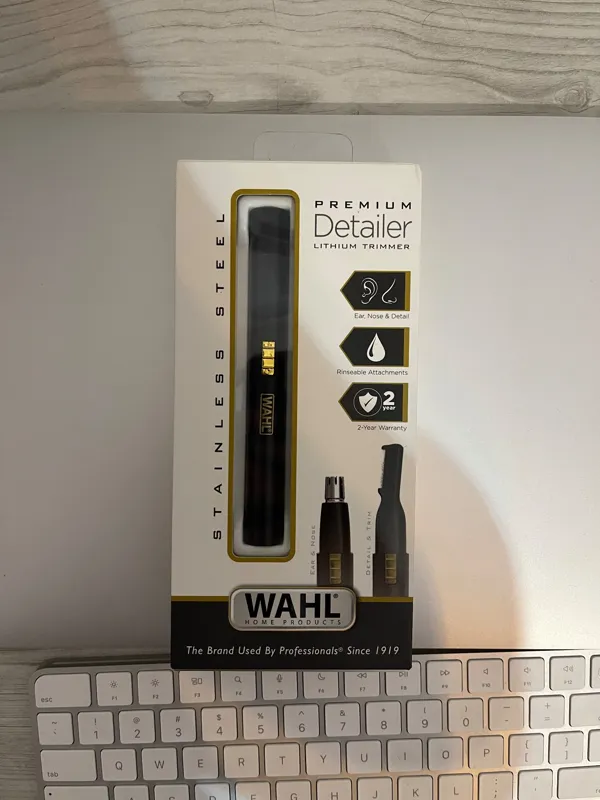 PREMIUM
Detailer
LITHIUM TRIMMER
STAINLESS STEEL
Ear, Nose & Detail
Rinseable Attachments
2 year
2-Year Warranty
WAHL
EAR & NOSE
DETAIL & TRIM
WAHL®
HOME PRODUCTS
The Brand Used By Professionals® Since 1919
esc F1 F2 F3 F4 F5 F6 F7 F8 F9 F10 F11 F12
~ ! @ # $ % ^ & * ( ) — +
1 2 3 4 5 6 7 8 9 0 - =
tab Q W E R T Y U I O P { }
[ ]
A S D F G H J K L : "